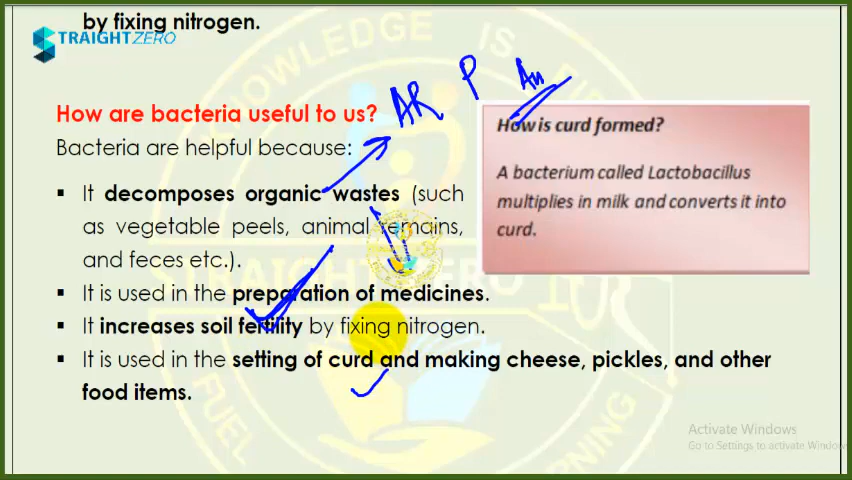 by fixing nitrogen.
STRAIGHTZERO
AR P An
How are bacteria useful to us?
Bacteria are helpful because:
▪ It decomposes organic wastes (such
as vegetable peels, animal remains,
and feces etc.).
▪ It is used in the preparation of medicines.
▪ It increases soil fertility by fixing nitrogen.
▪ It is used in the setting of curd and making cheese, pickles, and other
food items.
How is curd formed?
A bacterium called Lactobacillus
multiplies in milk and converts it into
curd.
KNOWLEDGE IS
STRAIGHTZERO
FUEL
Activate Windows
Go to Settings to activate Windows.